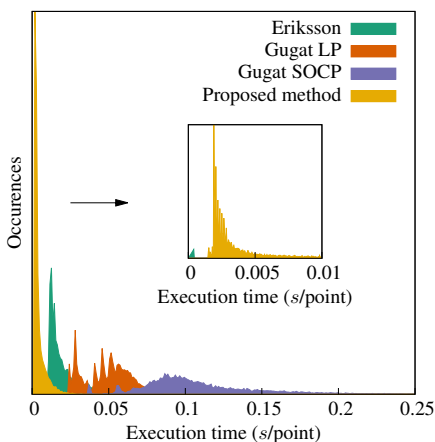 Eriksson
Gugat LP
Gugat SOCP
Proposed method
Occurences
0 0.005 0.01
Execution time (s/point)
0 0.05 0.1 0.15 0.2 0.25
Execution time (s/point)